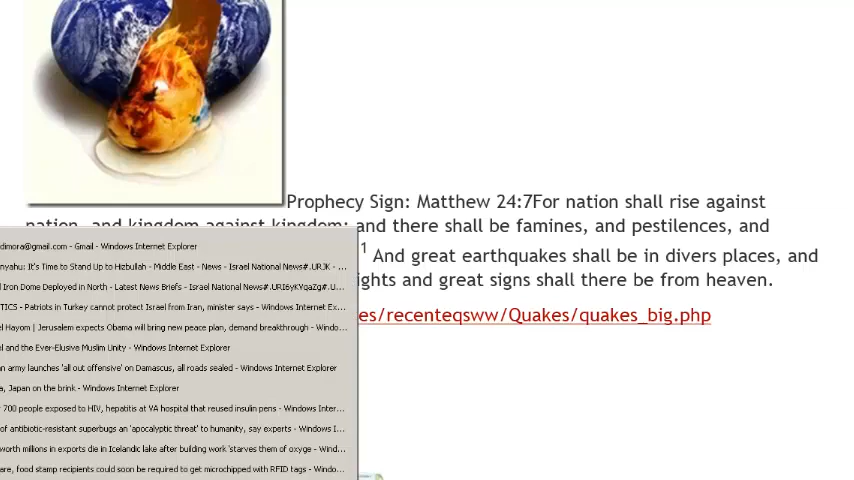 Prophecy Sign: Matthew 24:7For nation shall rise against
nation, and kingdom against kingdom: and there shall be famines, and pestilences, and
1 And great earthquakes shall be in divers places, and
ights and great signs shall there be from heaven.
es/recenteqsww/Quakes/quakes_big.php
dimora@gmail.com - Gmail - Windows Internet Explorer
nyahu: It's Time to Stand Up to Hizbullah - Middle East - News - Israel National News#.URJK - ...
Iron Dome Deployed in North - Latest News Briefs - Israel National News#.URI6yKVqaZg#.U...
TICS - Patriots in Turkey cannot protect Israel from Iran, minister says - Windows Internet Ex...
el Hayom | Jerusalem expects Obama will bring new peace plan, demand breakthrough - Windo...
l and the Ever-Elusive Muslim Unity - Windows Internet Explorer
an army launches 'all out offensive' on Damascus, all roads sealed - Windows Internet Explorer
a, Japan on the brink - Windows Internet Explorer
700 people exposed to HIV, hepatitis at VA hospital that reused insulin pens - Windows Inter...
of antibiotic-resistant superbugs an 'apocalyptic threat' to humanity, say experts - Windows I...
worth millions in exports die in Icelandic lake after building work 'starves them of oxyge - Windo...
are, food stamp recipients could soon be required to get microchipped with RFID tags - Windo...